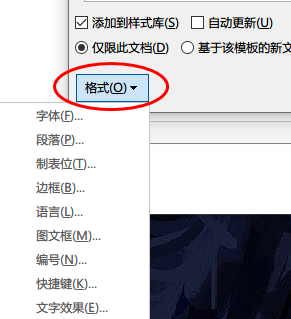 添加到样式库(S) 自动更新(U)
仅限此文档(D) 基于该模板的新文
格式(O)
字体(F)...
段落(P)...
制表位(T)...
边框(B)...
语言(L)...
图文框(M)...
编号(N)...
快捷键(K)...
文字效果(E)...